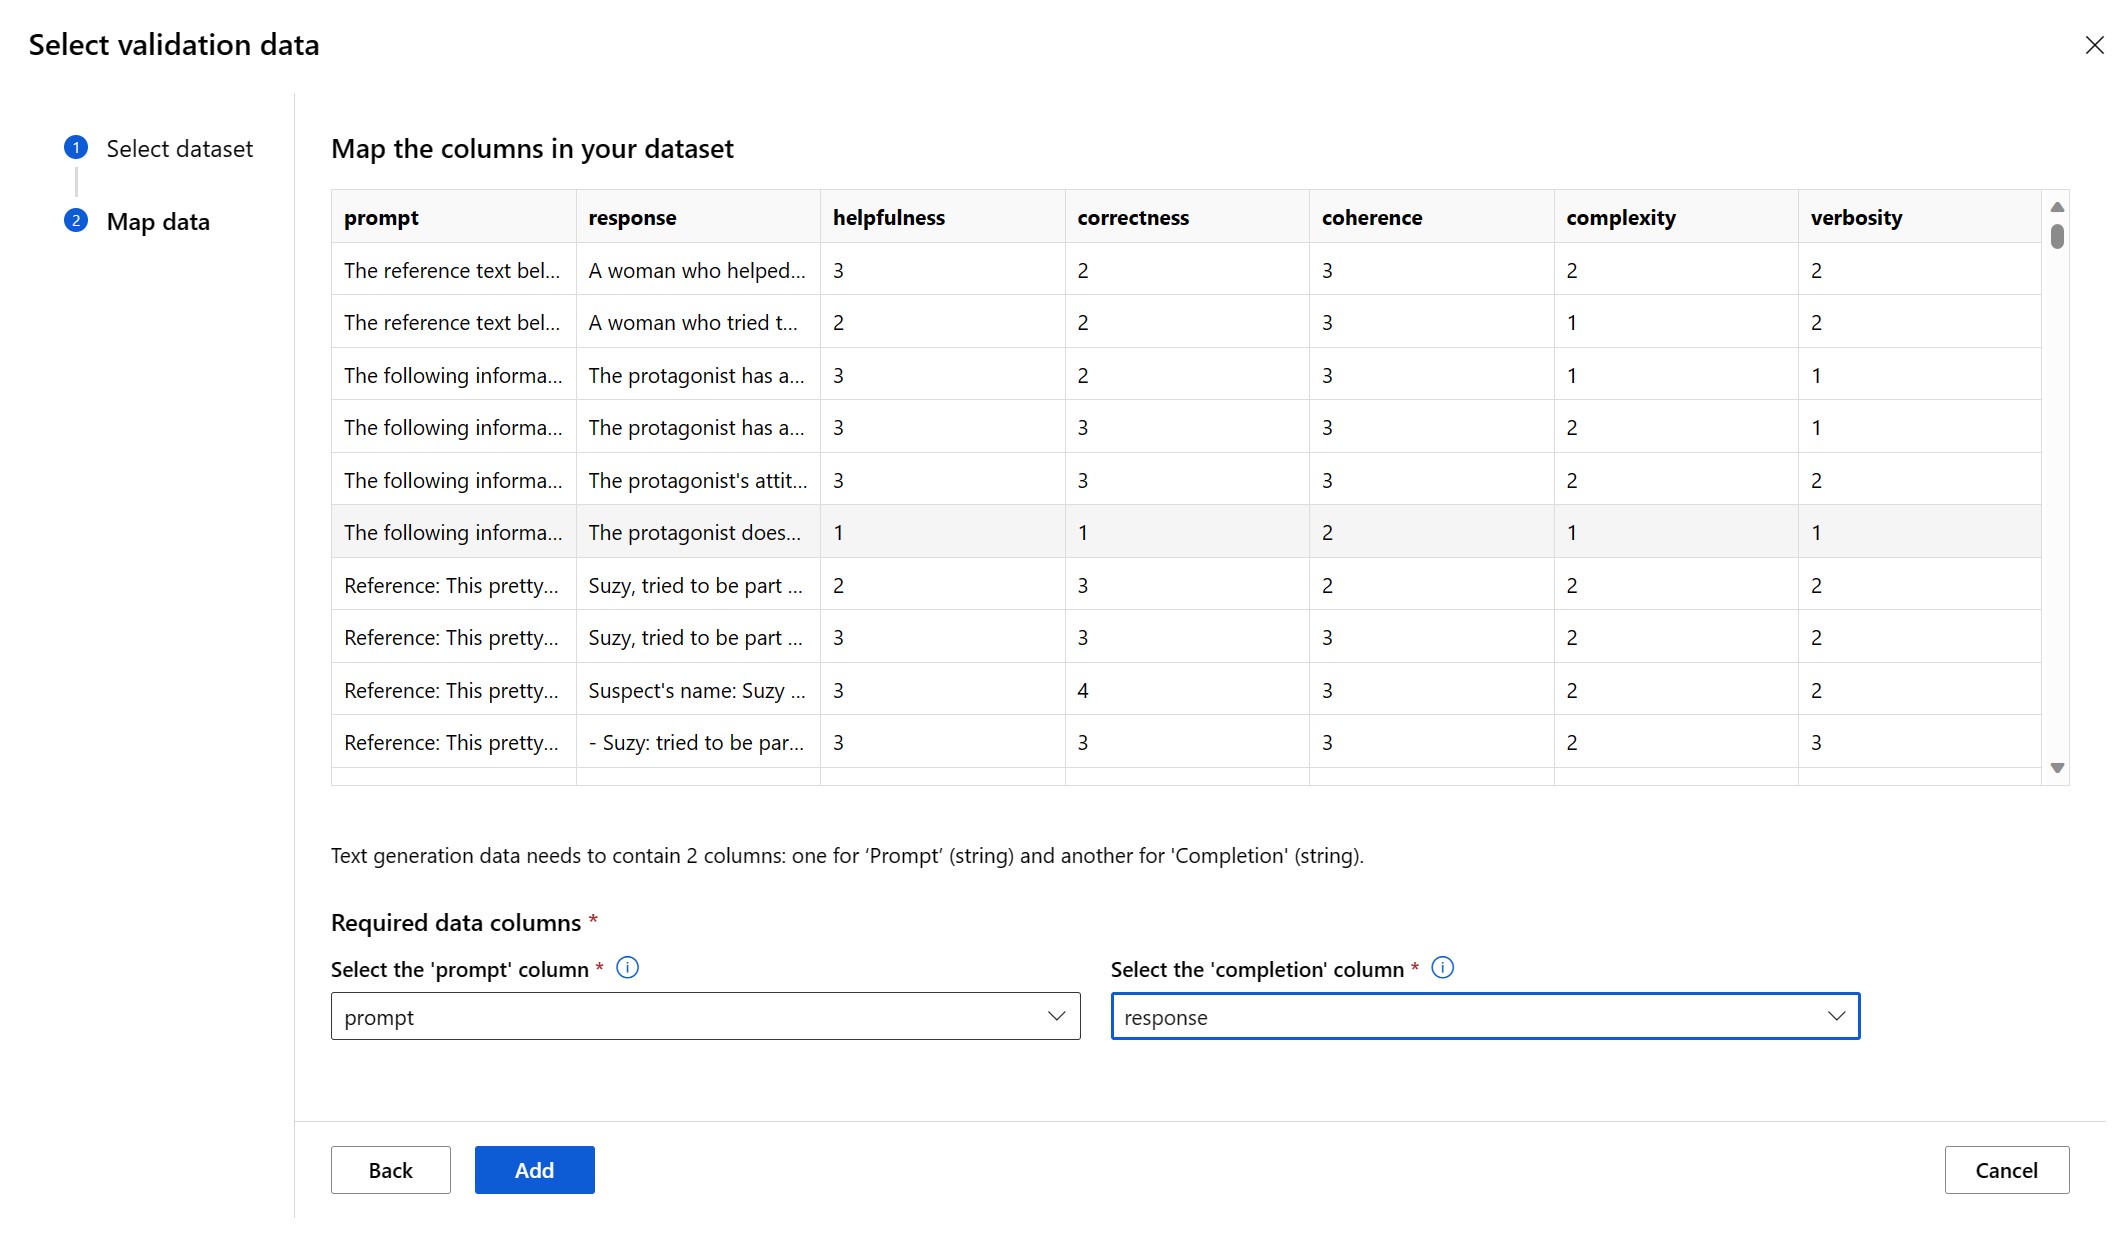 Select validation data
1 Select dataset
2 Map data
Map the columns in your dataset
prompt response helpfulness correctness coherence complexity verbosity
The reference text bel... A woman who helped... 3 2 3 2 2
The reference text bel... A woman who tried t... 2 2 3 1 2
The following informa... The protagonist has a... 3 2 3 1 1
The following informa... The protagonist has a... 3 3 3 2 1
The following informa... The protagonist's attit... 3 3 3 2 2
The following informa... The protagonist does... 1 1 2 1 1
Reference: This pretty... Suzy, tried to be part ... 2 3 2 2 2
Reference: This pretty... Suzy, tried to be part ... 3 3 3 2 2
Reference: This pretty... Suspect's name: Suzy ... 3 4 3 2 2
Reference: This pretty... - Suzy: tried to be par... 3 3 3 2 3
Text generation data needs to contain 2 columns: one for ‘Prompt’ (string) and another for 'Completion' (string).
Required data columns *
Select the 'prompt' column * Select the 'completion' column *
prompt response
Back Add Cancel